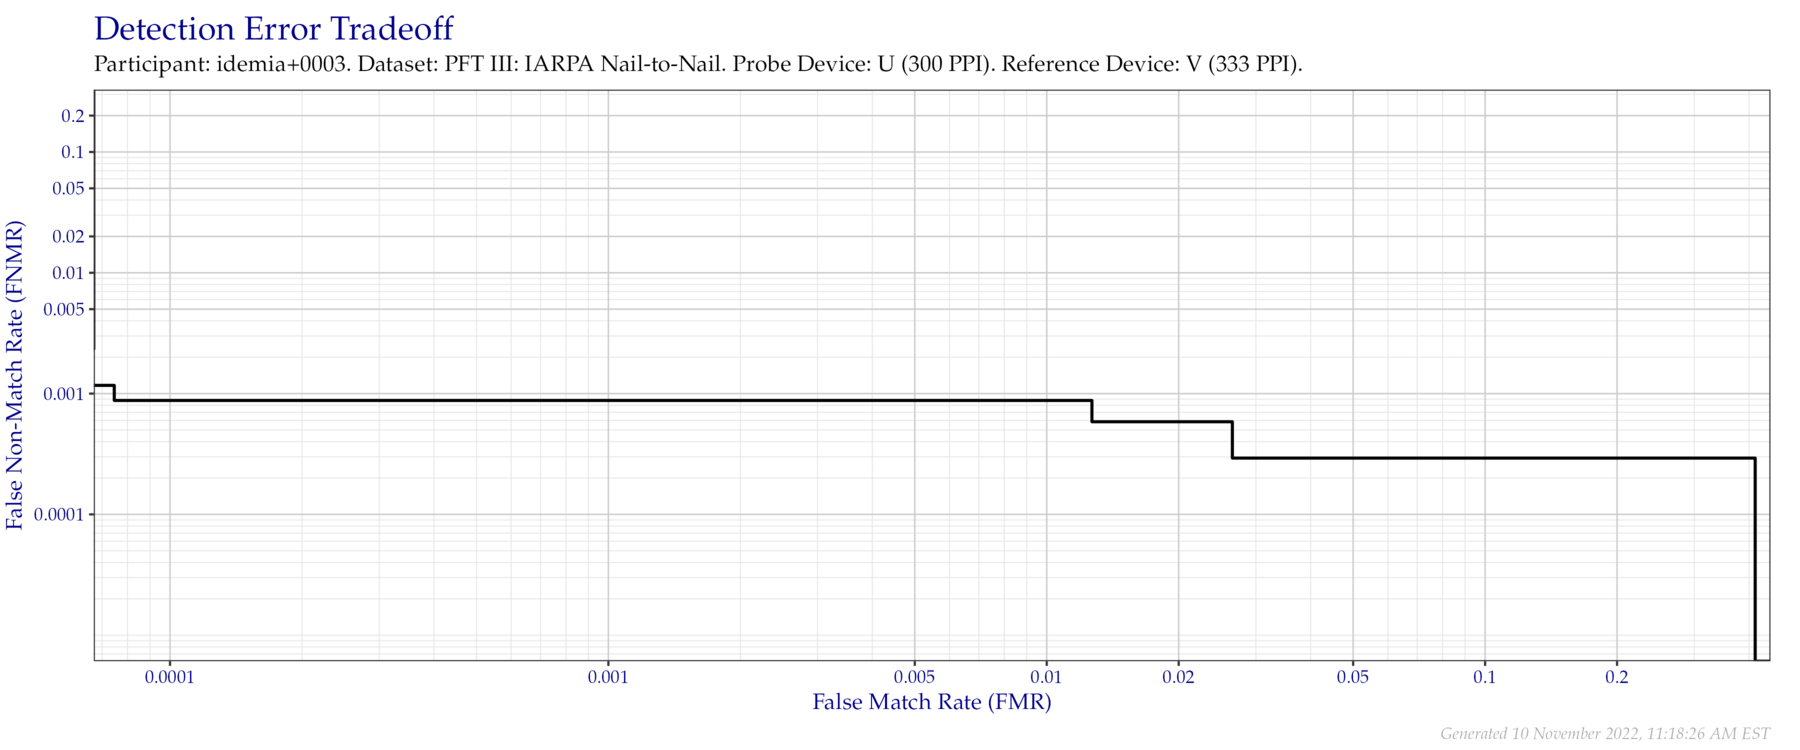 Detection Error Tradeoff
Participant: idemia+0003. Dataset: PFT III: IARPA Nail-to-Nail. Probe Device: U (300 PPI). Reference Device: V (333 PPI).
False Non-Match Rate (FNMR)
0.2
0.1
0.05
0.02
0.01
0.005
0.001
0.0001
0.0001 0.001 0.005 0.01 0.02 0.05 0.1 0.2
False Match Rate (FMR)
Generated 10 November 2022, 11:18:26 AM EST